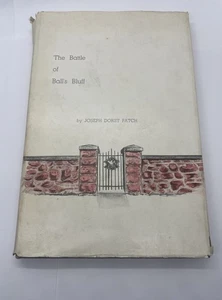 The Battle
of
Ball's Bluff
by JOSEPH DORST PATCH